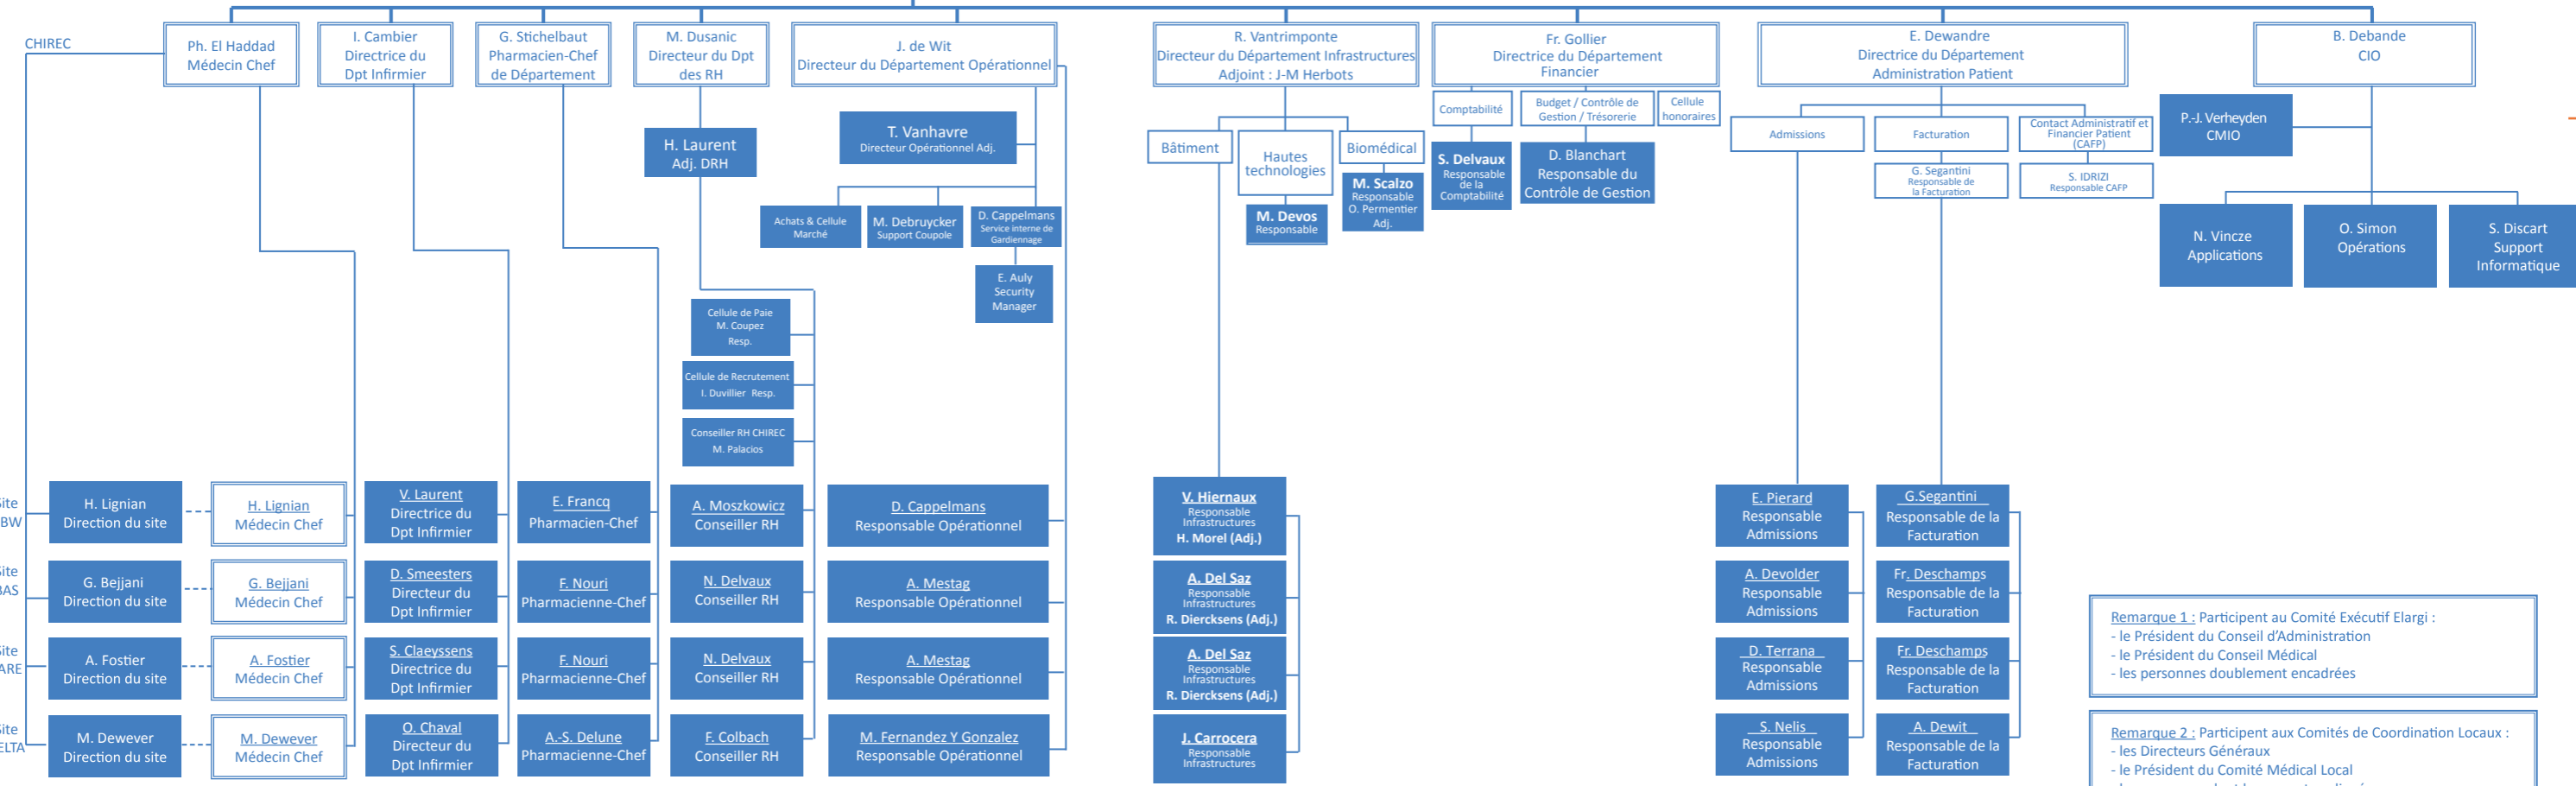 CHIREC
Ph. El Haddad
Médecin Chef
I. Cambier
Directrice du
Dpt Infirmier
G. Stichelbaut
Pharmacien-Chef
de Département
M. Dusanic
Directeur du Dpt
des RH
J. de Wit
Directeur du Département Opérationnel
R. Vantrimponte
Directeur du Département Infrastructures
Adjoint : J-M Herbots
Fr. Gollier
Directrice du Département
Financier
E. Dewandre
Directrice du Département
Administration Patient
B. Debande
CIO
H. Laurent
Adj. DRH
T. Vanhavre
Directeur Opérationnel Adj.
Achats & Cellule
Marché
M. Debruycker
Support Coupole
D. Cappelmans
Service interne de
Gardiennage
E. Auly
Security
Manager
Bâtiment
Hautes
technologies
Biomédical
M. Devos
Responsable
M. Scalzo
Responsable
O. Permentier
Adj.
Comptabilité
Budget / Contrôle de
Gestion / Trésorerie
Cellule
honoraires
S. Delvaux
Responsable
de la
Comptabilité
D. Blanchart
Responsable du
Contrôle de Gestion
Admissions
Facturation
Contact Administratif et
Financier Patient
(CAFP)
G. Segantini
Responsable de
la Facturation
S. IDRIZI
Responsable CAFP
P.-J. Verheyden
CMIO
N. Vincze
Applications
O. Simon
Opérations
S. Discart
Support
Informatique
Cellule de Paie
M. Coupez
Resp.
Cellule de Recrutement
I. Duvillier Resp.
Conseiller RH CHIREC
M. Palacios
Site
BW
H. Lignian
Direction du site
H. Lignian
Médecin Chef
V. Laurent
Directrice du
Dpt Infirmier
E. Francq
Pharmacien-Chef
A. Moszkowicz
Conseiller RH
D. Cappelmans
Responsable Opérationnel
V. Hiernaux
Responsable
Infrastructures
H. Morel (Adj.)
E. Pierard
Responsable
Admissions
G.Segantini
Responsable de la
Facturation
G. Bejjani
Direction du site
G. Bejjani
Médecin Chef
D. Smeesters
Directeur du
Dpt Infirmier
F. Nouri
Pharmacienne-Chef
N. Delvaux
Conseiller RH
A. Mestag
Responsable Opérationnel
A. Del Saz
Responsable
Infrastructures
R. Diercksens (Adj.)
A. Devolder
Responsable
Admissions
Fr. Deschamps
Responsable de la
Facturation
A. Fostier
Direction du site
A. Fostier
Médecin Chef
S. Claeyssens
Directrice du
Dpt Infirmier
F. Nouri
Pharmacienne-Chef
N. Delvaux
Conseiller RH
A. Mestag
Responsable Opérationnel
A. Del Saz
Responsable
Infrastructures
R. Diercksens (Adj.)
D. Terrana
Responsable
Admissions
Fr. Deschamps
Responsable de la
Facturation
M. Dewever
Direction du site
M. Dewever
Médecin Chef
O. Chaval
Directeur du
Dpt Infirmier
A.-S. Delune
Pharmacienne-Chef
F. Colbach
Conseiller RH
M. Fernandez Y Gonzalez
Responsable Opérationnel
J. Carrocera
Responsable
Infrastructures
S. Nelis
Responsable
Admissions
A. Dewit
Responsable de la
Facturation
Remarque 1 : Participent au Comité Exécutif Elargi :
- le Président du Conseil d'Administration
- le Président du Conseil Médical
- les personnes doublement encadrées
Remarque 2 : Participent aux Comités de Coordination Locaux :
- les Directeurs Généraux
- le Président du Comité Médical Local